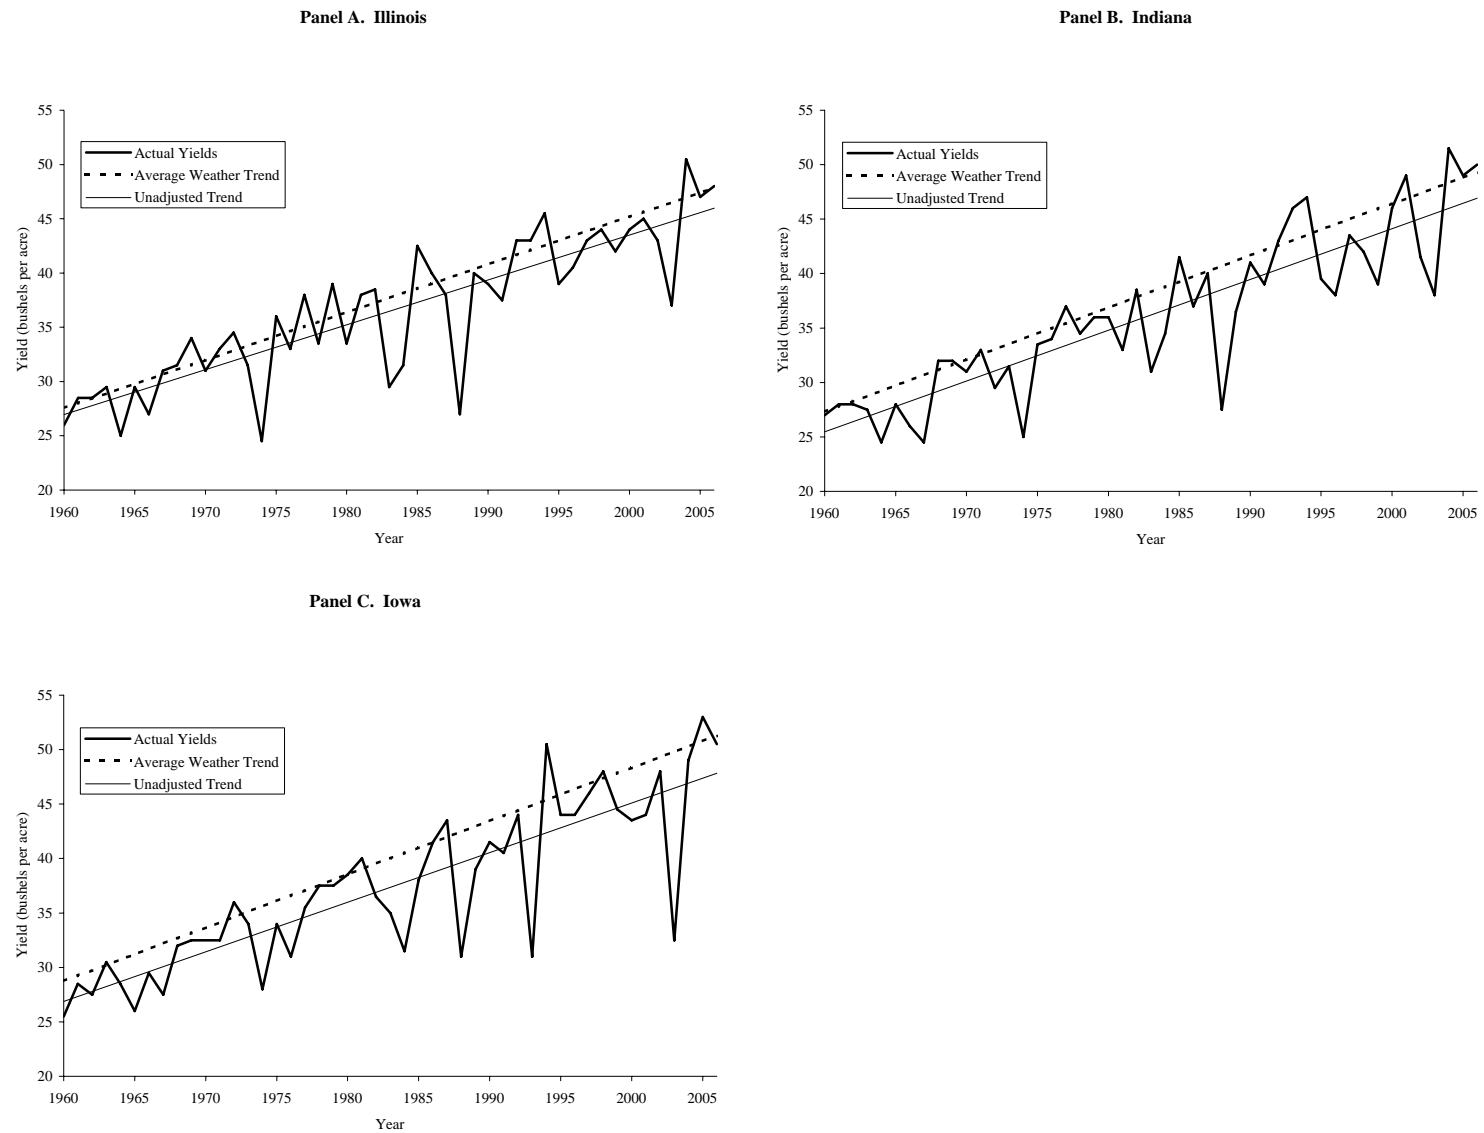 Panel A. Illinois
Yield (bushels per acre)
55
50
45
40
35
30
25
20
Actual Yields
Average Weather Trend
Unadjusted Trend
1960 1965 1970 1975 1980 1985 1990 1995 2000 2005
Year
Panel B. Indiana
Yield (bushels per acre)
55
50
45
40
35
30
25
20
Actual Yields
Average Weather Trend
Unadjusted Trend
1960 1965 1970 1975 1980 1985 1990 1995 2000 2005
Year
Panel C. Iowa
Yield (bushels per acre)
55
50
45
40
35
30
25
20
Actual Yields
Average Weather Trend
Unadjusted Trend
1960 1965 1970 1975 1980 1985 1990 1995 2000 2005
Year